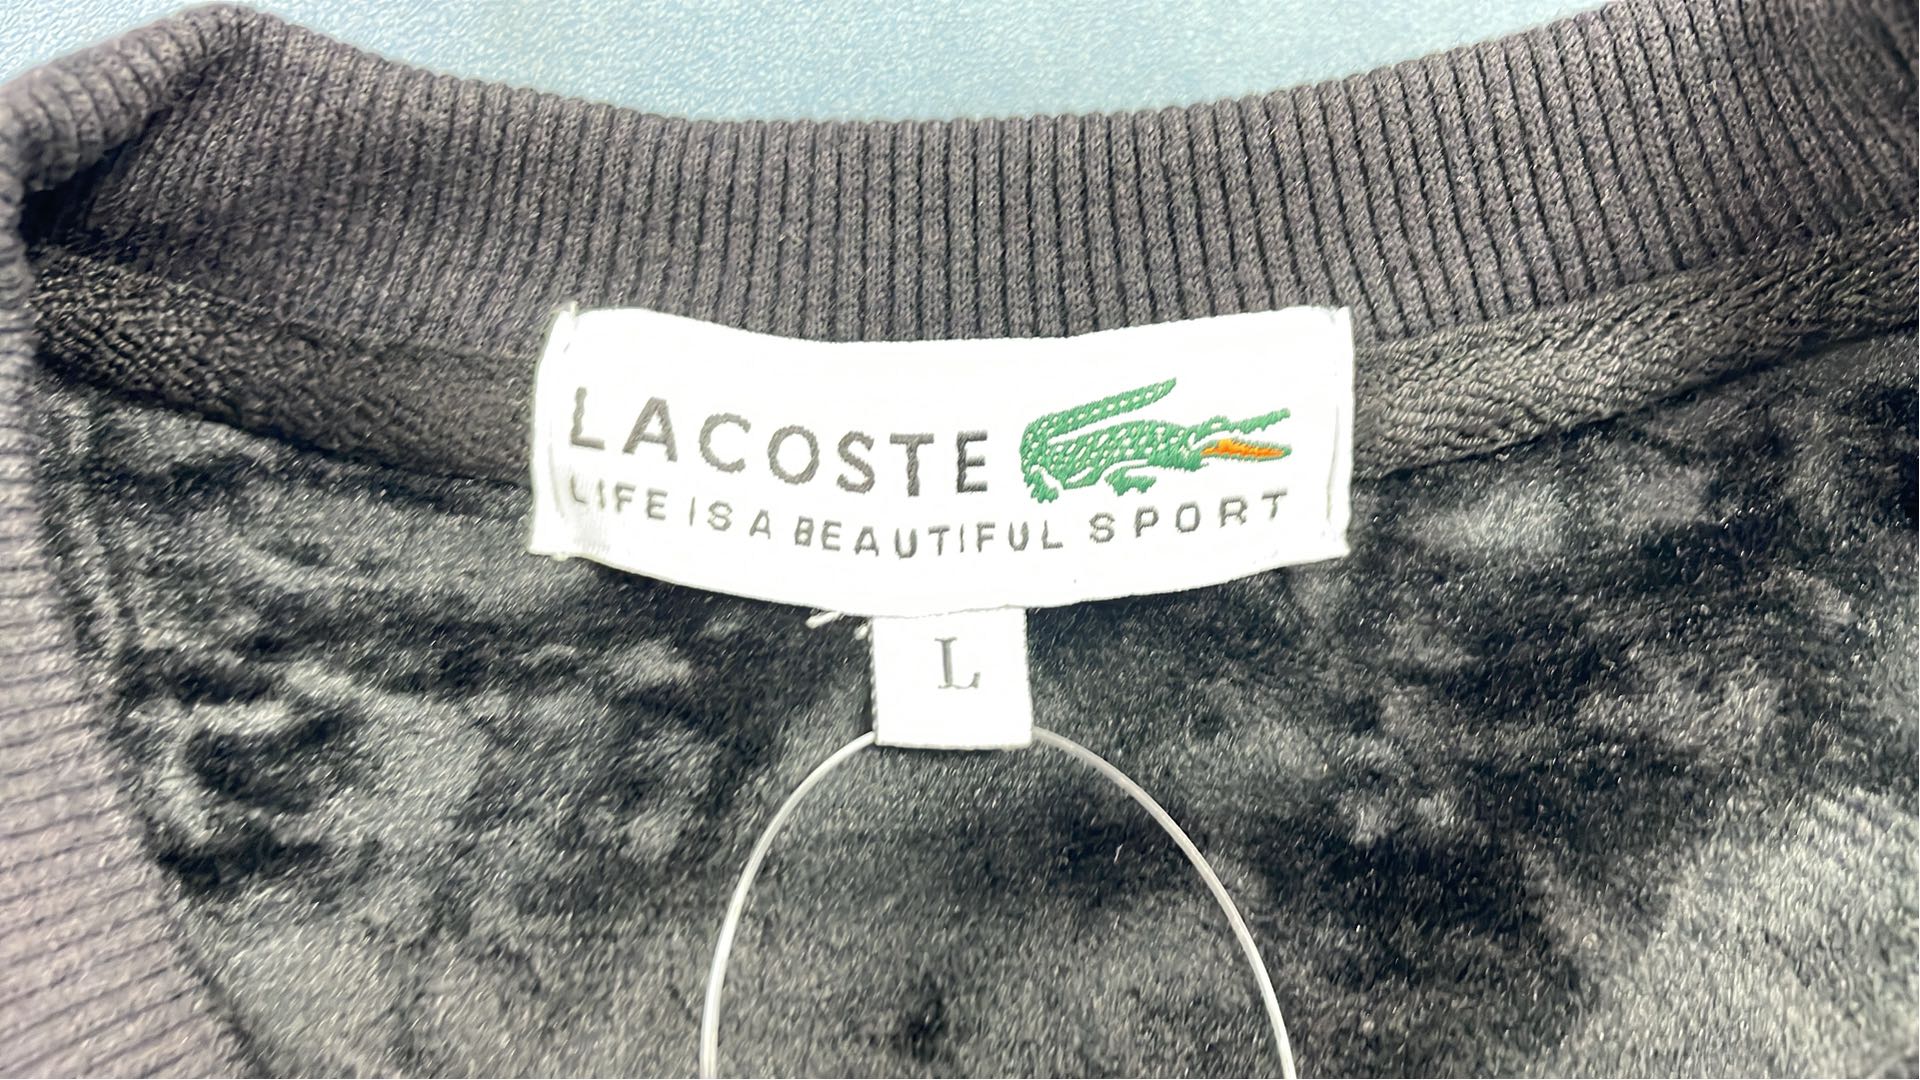 LACOSTE
LIFE IS A BEAUTIFUL SPORT
L